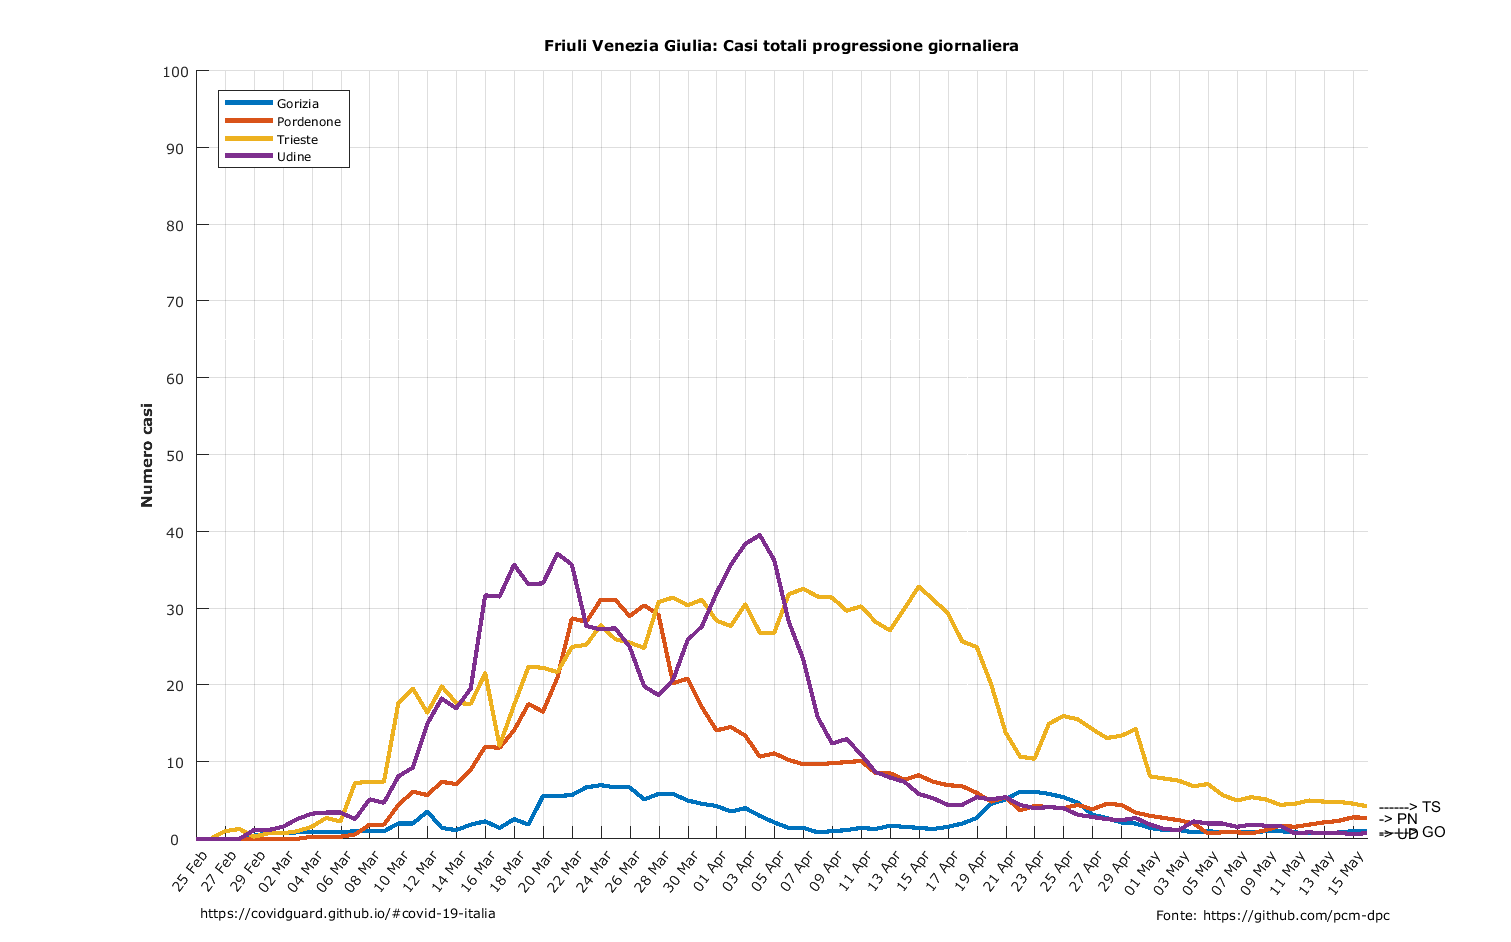 Friuli Venezia Giulia: Casi totali progressione giornaliera
100
90
80
70
60
50
40
30
20
10
0
Numero casi
Gorizia
Pordenone
Trieste
Udine
------> TS
-> PN
-----> GO
-> UD
25 Feb
27 Feb
29 Feb
02 Mar
04 Mar
06 Mar
08 Mar
10 Mar
12 Mar
14 Mar
16 Mar
18 Mar
20 Mar
22 Mar
24 Mar
26 Mar
28 Mar
30 Mar
01 Apr
03 Apr
05 Apr
07 Apr
09 Apr
11 Apr
13 Apr
15 Apr
17 Apr
19 Apr
21 Apr
23 Apr
25 Apr
27 Apr
29 Apr
01 May
03 May
05 May
07 May
09 May
11 May
13 May
15 May
https://covidguard.github.io/#covid-19-italia
Fonte: https://github.com/pcm-dpc